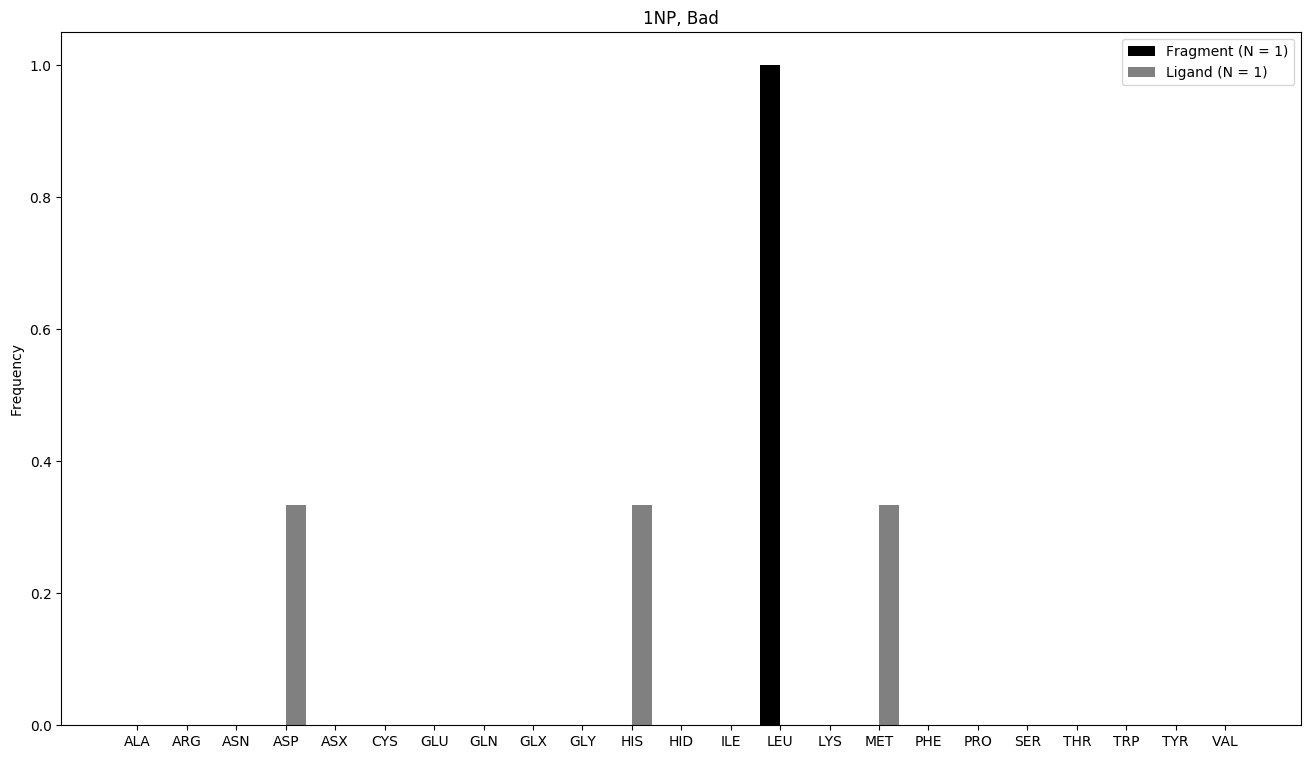 1NP, Bad
Fragment (N = 1)
Ligand (N = 1)
Frequency
1.0
0.8
0.6
0.4
0.2
0.0
ALA ARG ASN ASP ASX CYS GLU GLN GLX GLY HIS HID ILE LEU LYS MET PHE PRO SER THR TRP TYR VAL